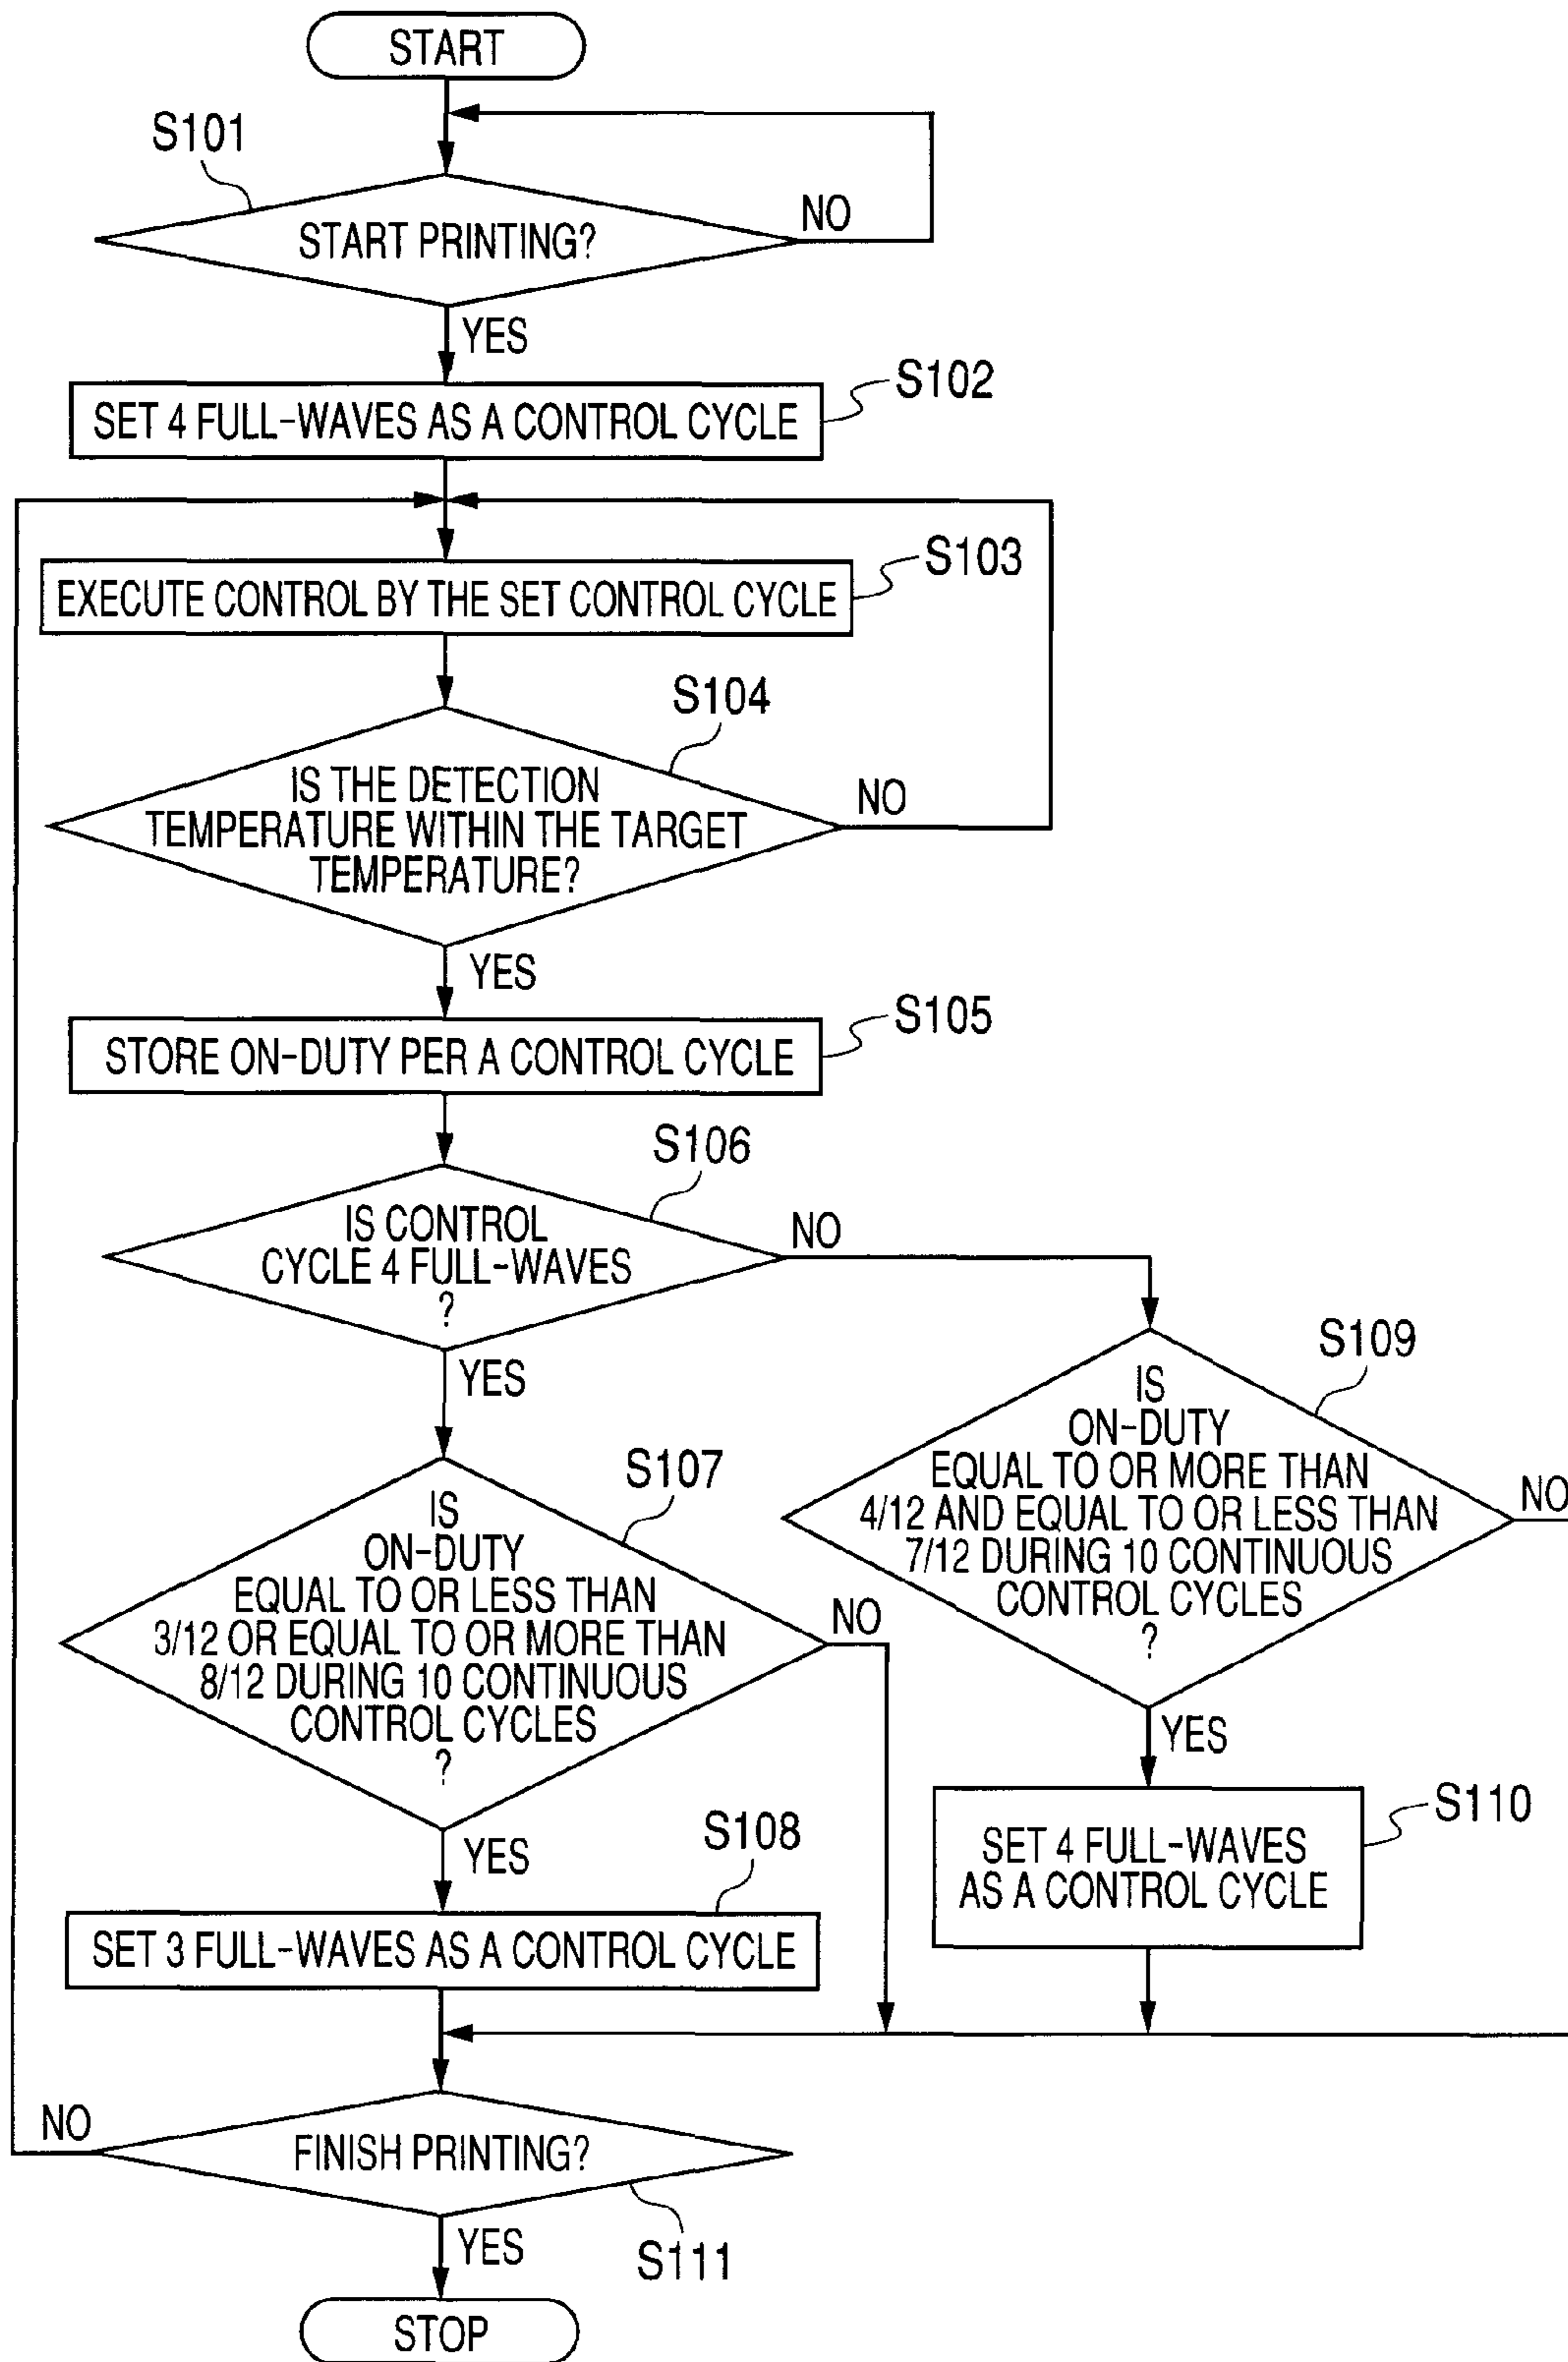 START
S101
START PRINTING?
NO
YES
S102
SET 4 FULL-WAVES AS A CONTROL CYCLE
S103
EXECUTE CONTROL BY THE SET CONTROL CYCLE
S104
IS THE DETECTION
TEMPERATURE WITHIN THE TARGET
TEMPERATURE?
NO
YES
S105
STORE ON-DUTY PER A CONTROL CYCLE
S106
IS CONTROL
CYCLE 4 FULL-WAVES
?
NO
YES
S107
IS
ON-DUTY
EQUAL TO OR LESS THAN
3/12 OR EQUAL TO OR MORE THAN
8/12 DURING 10 CONTINUOUS
CONTROL CYCLES
?
NO
YES
S109
IS
ON-DUTY
EQUAL TO OR MORE THAN
4/12 AND EQUAL TO OR LESS THAN
7/12 DURING 10 CONTINUOUS
CONTROL CYCLES
?
NO
YES
S108
SET 3 FULL-WAVES AS A CONTROL CYCLE
S110
SET 4 FULL-WAVES
AS A CONTROL CYCLE
NO
FINISH PRINTING?
YES
S111
STOP